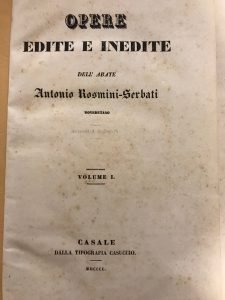 OPERE
EDITE E INEDITE
DELL' ABATE
Antonio Rosmini-Serbati
ROVERETANO
VOLUME I.
CASALE
DALLA TIPOGRAFIA CASUCCIO.
MDCCCL.